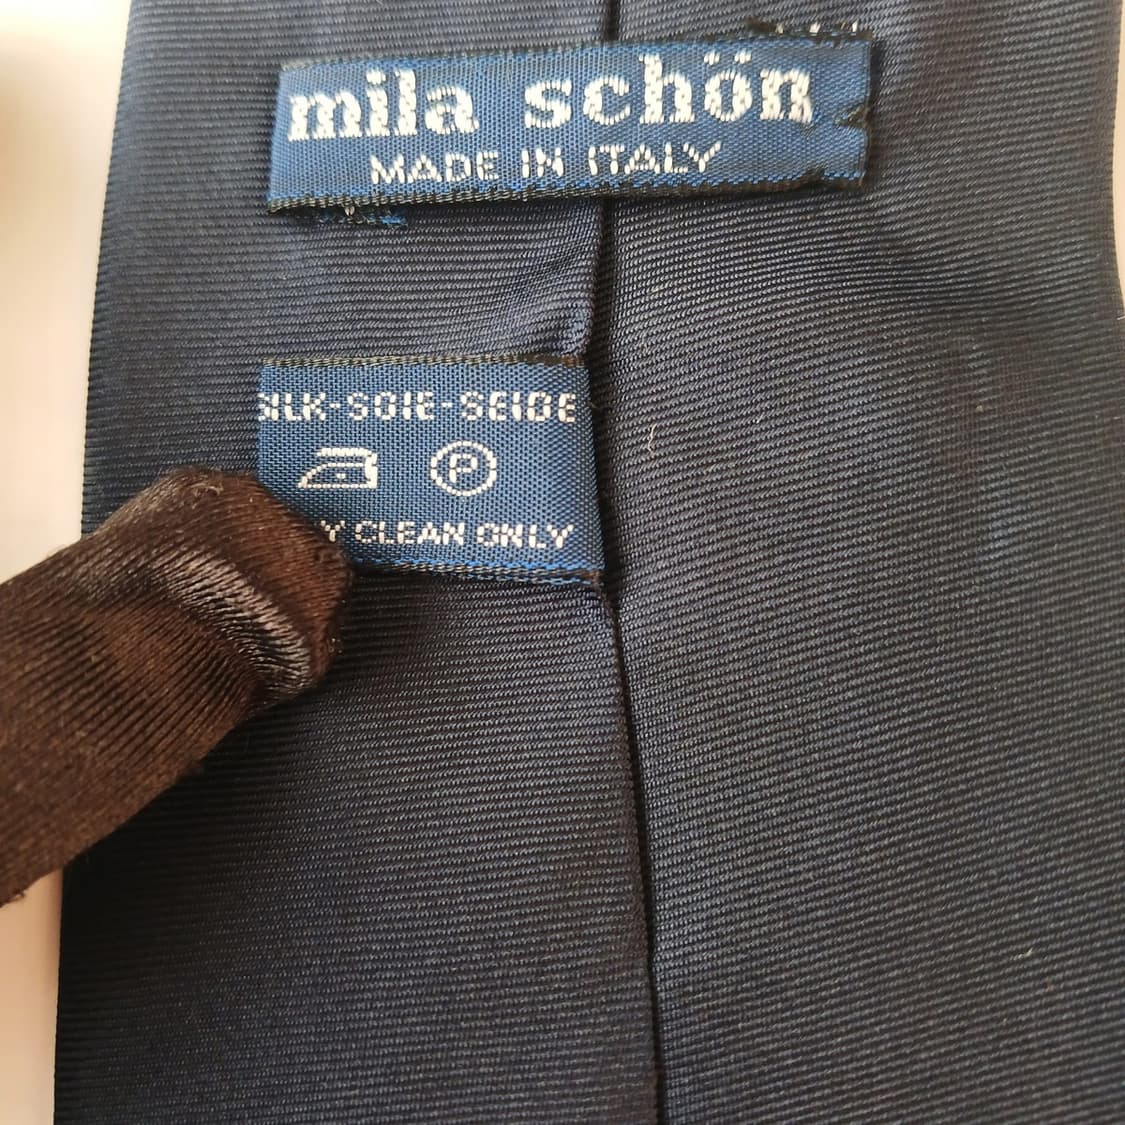 mila schön
MADE IN ITALY
SILK-SOIE-SEIDE
P
CLEAN ONLY